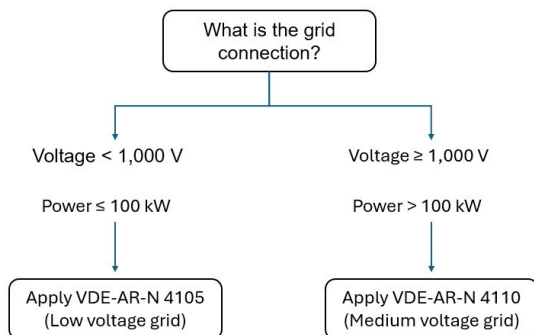 What is the grid
connection?
Voltage < 1,000 V
Voltage ≥ 1,000 V
Power ≤ 100 kW
Power > 100 kW
Apply VDE-AR-N 4105
(Low voltage grid)
Apply VDE-AR-N 4110
(Medium voltage grid)